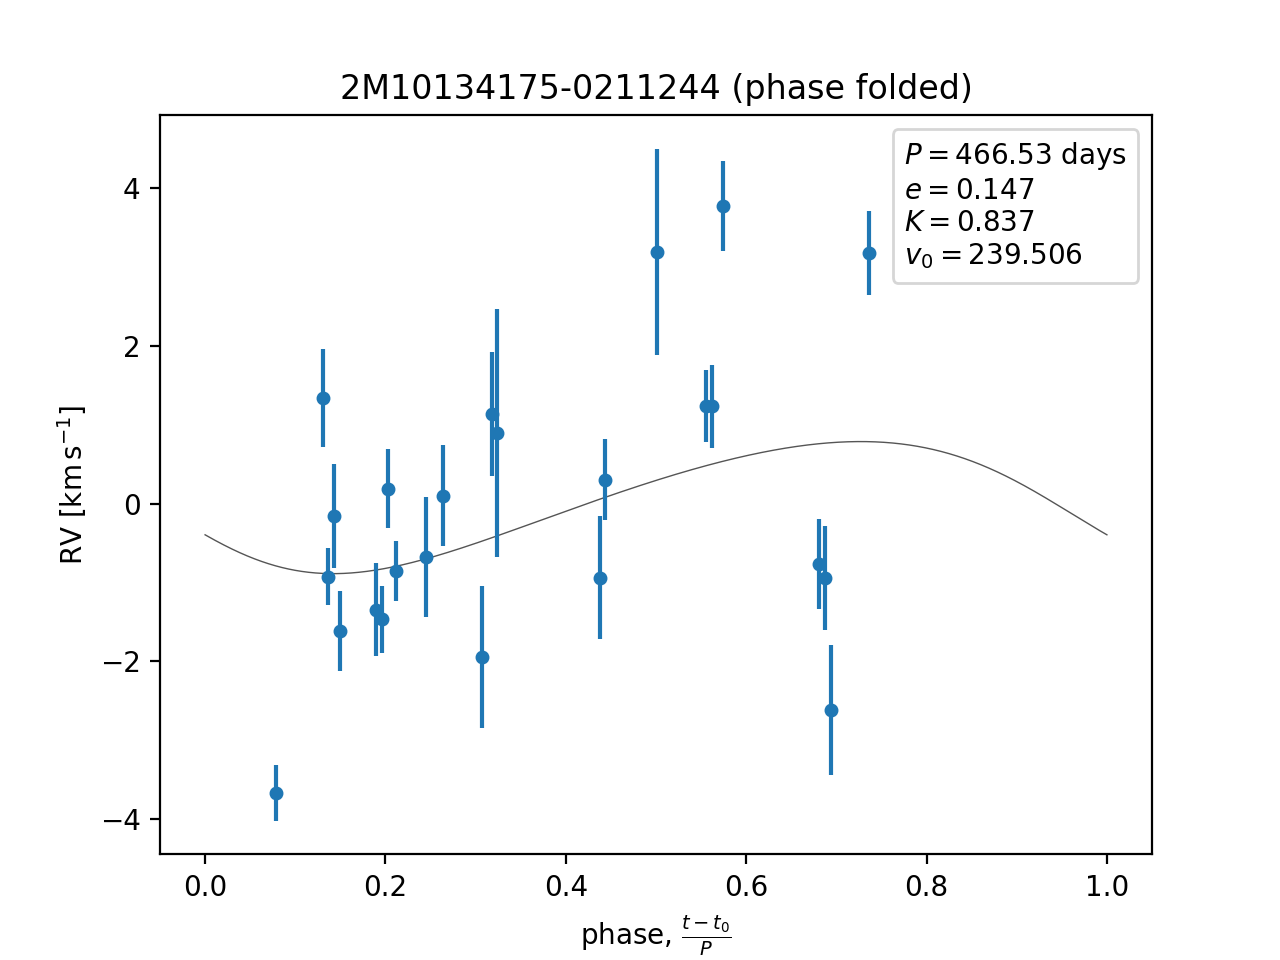 2M10134175-0211244 (phase folded)
P = 466.53 days
e = 0.147
K = 0.837
v₀ = 239.506
RV [km s⁻¹]
4
2
0
−2
−4
0.0 0.2 0.4 0.6 0.8 1.0
phase, (t − t₀)/P